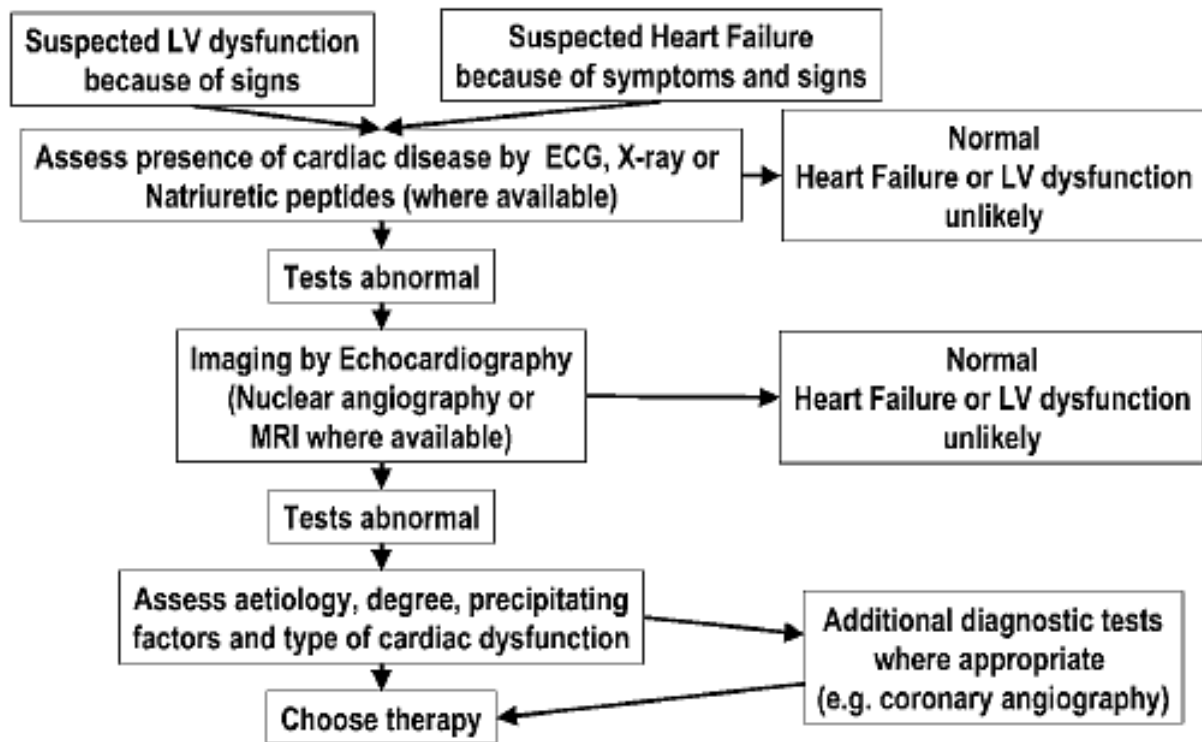 Suspected LV dysfunction
because of signs
Suspected Heart Failure
because of symptoms and signs
Assess presence of cardiac disease by ECG, X-ray or
Natriuretic peptides (where available)
Normal
Heart Failure or LV dysfunction
unlikely
Tests abnormal
Imaging by Echocardiography
(Nuclear angiography or
MRI where available)
Normal
Heart Failure or LV dysfunction
unlikely
Tests abnormal
Assess aetiology, degree, precipitating
factors and type of cardiac dysfunction
Additional diagnostic tests
where appropriate
(e.g. coronary angiography)
Choose therapy